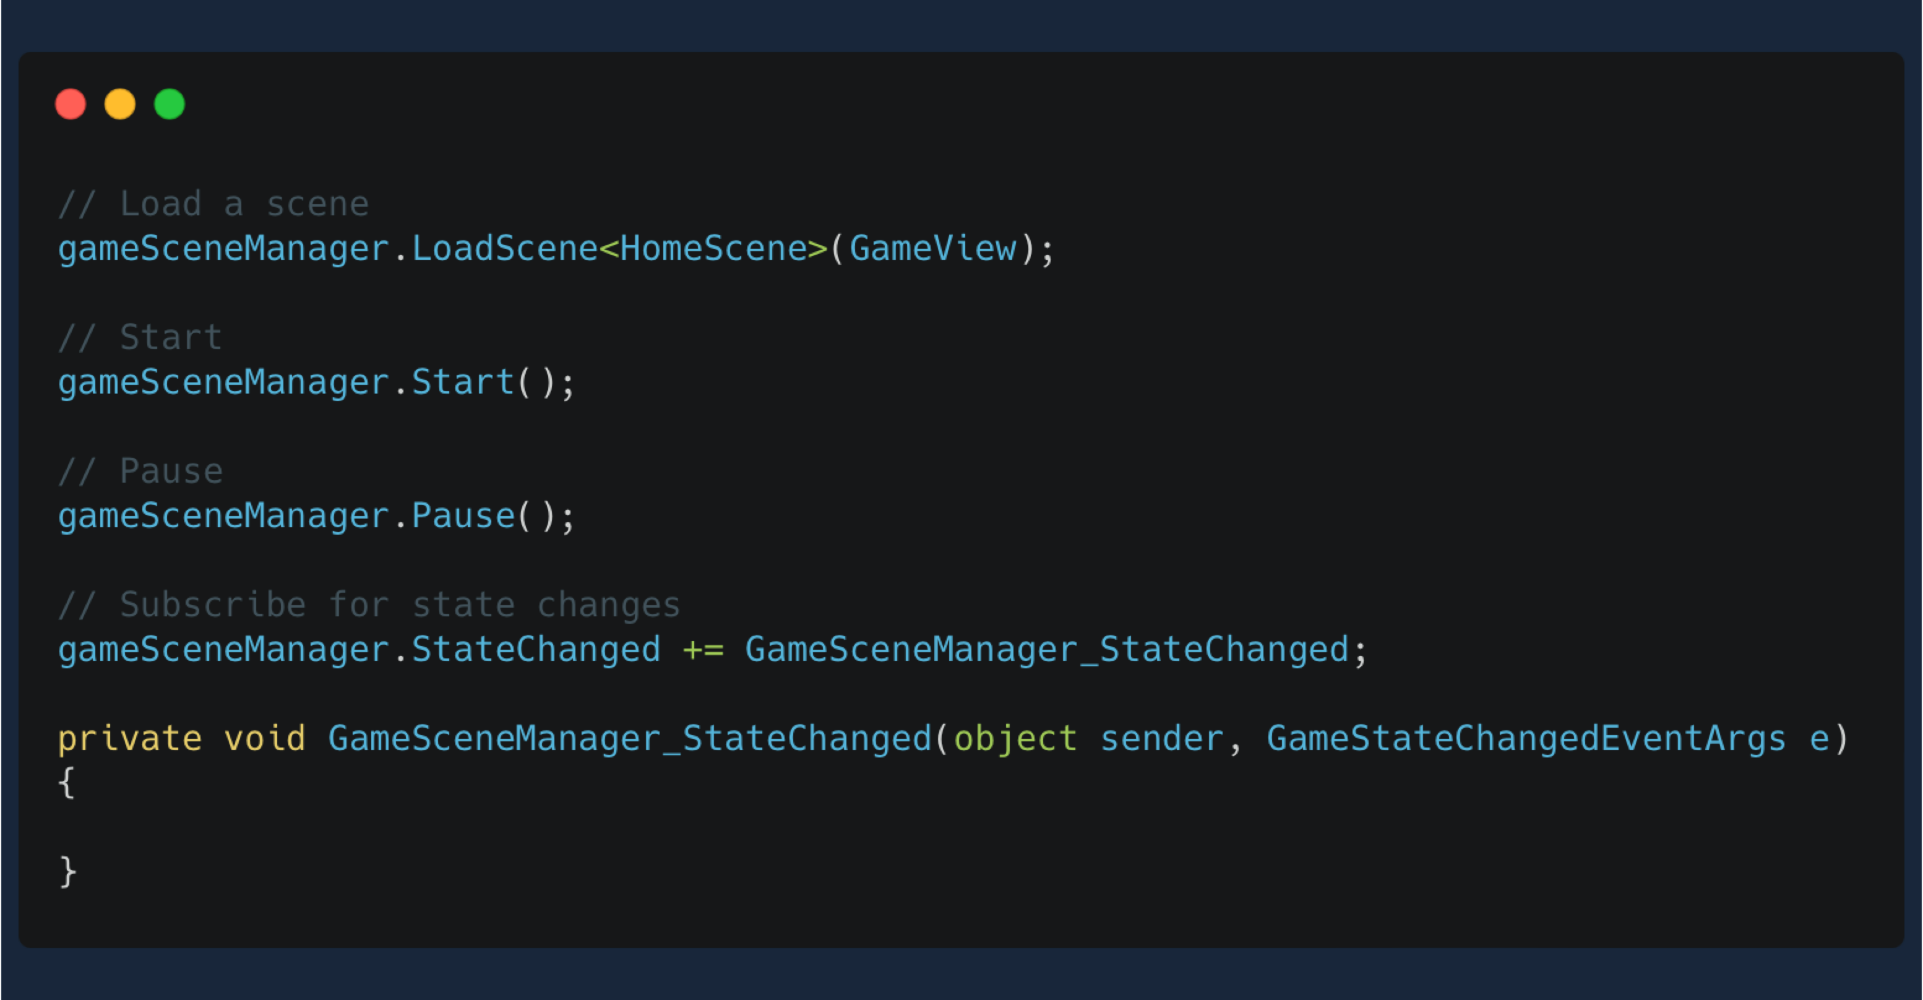 // Load a scene
gameSceneManager.LoadScene<HomeScene>(GameView);
// Start
gameSceneManager.Start();
// Pause
gameSceneManager.Pause();
// Subscribe for state changes
gameSceneManager.StateChanged += GameSceneManager_StateChanged;
private void GameSceneManager_StateChanged(object sender, GameStateChangedEventArgs e)
{
}